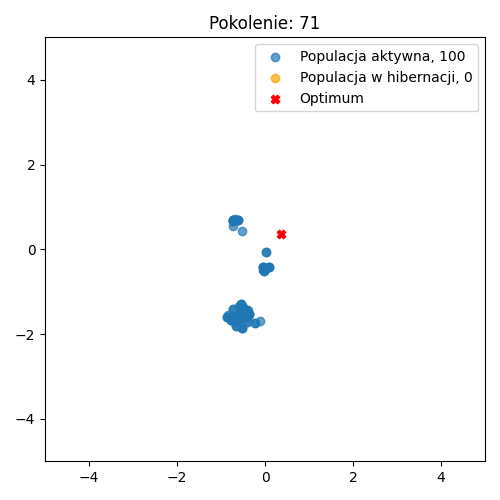 Pokolenie: 71
Populacja aktywna, 100
Populacja w hibernacji, 0
Optimum
4
2
0
−2
−4
−4 −2 0 2 4